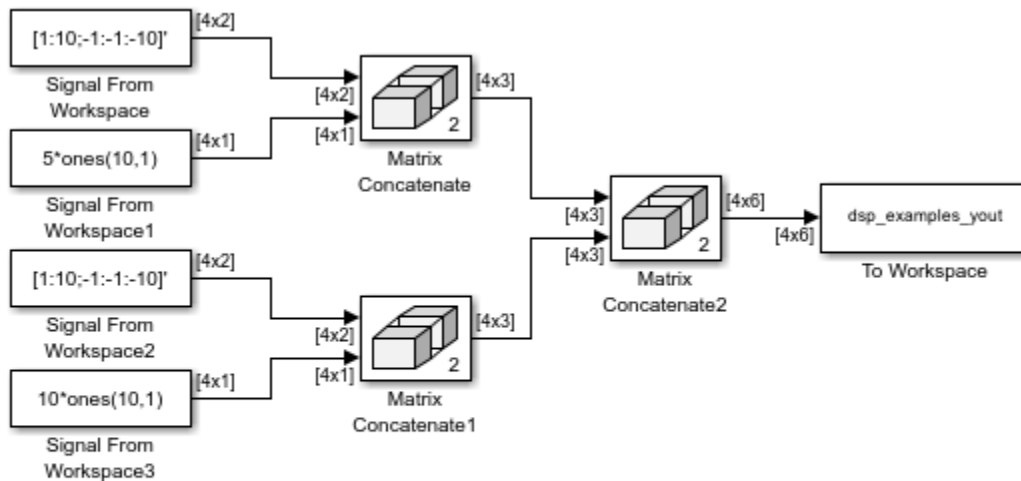 [1:10;-1:-1:-10]'
[4x2]
Signal From
Workspace
[4x2]
[4x1]
2
[4x3]
Matrix
Concatenate
5*ones(10,1)
[4x1]
Signal From
Workspace1
[1:10;-1:-1:-10]'
[4x2]
Signal From
Workspace2
[4x2]
[4x1]
2
[4x3]
Matrix
Concatenate1
10*ones(10,1)
[4x1]
Signal From
Workspace3
[4x3]
[4x3]
2
[4x6]
Matrix
Concatenate2
[4x6]
dsp_examples_yout
To Workspace